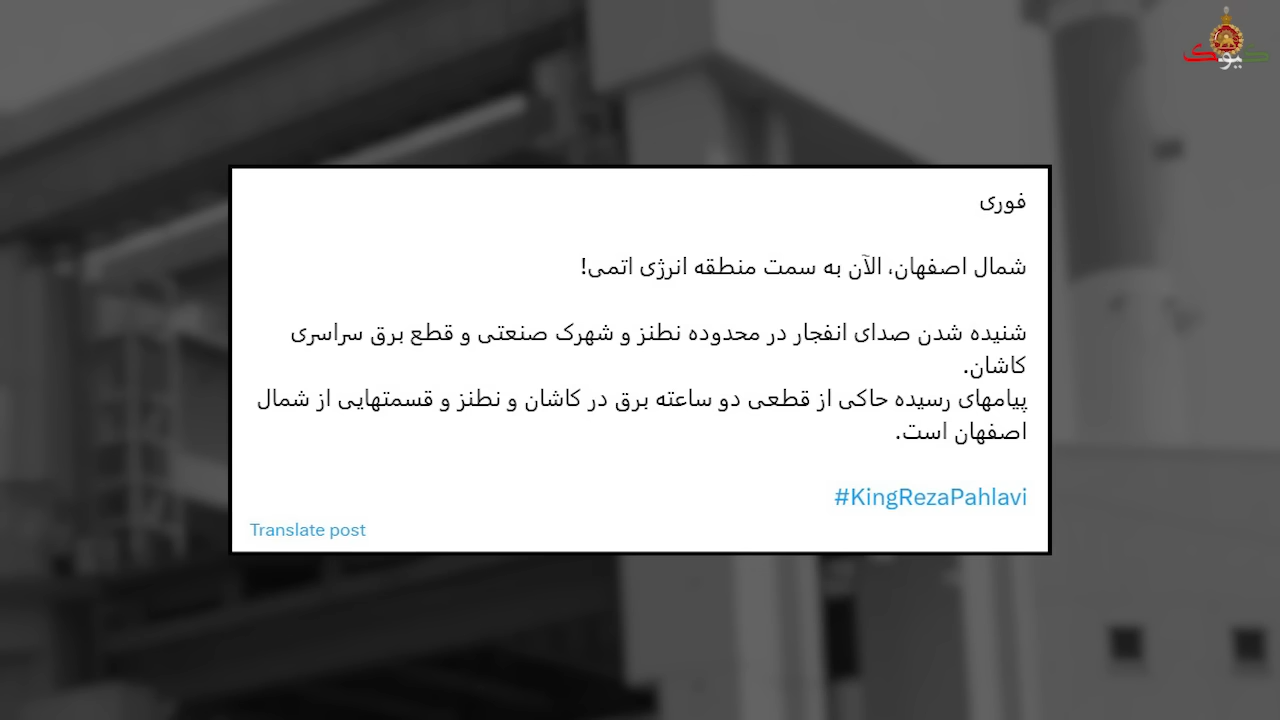 کیوک
فوری
شمال اصفهان، الآن به سمت منطقه انرژی اتمی!
شنیده شدن صدای انفجار در محدوده نطنز و شهرک صنعتی و قطع برق سراسری
کاشان.
پیامهای رسیده حاکی از قطعی دو ساعته برق در کاشان و نطنز و قسمتهایی از شمال
اصفهان است.
#KingRezaPahlavi
Translate post